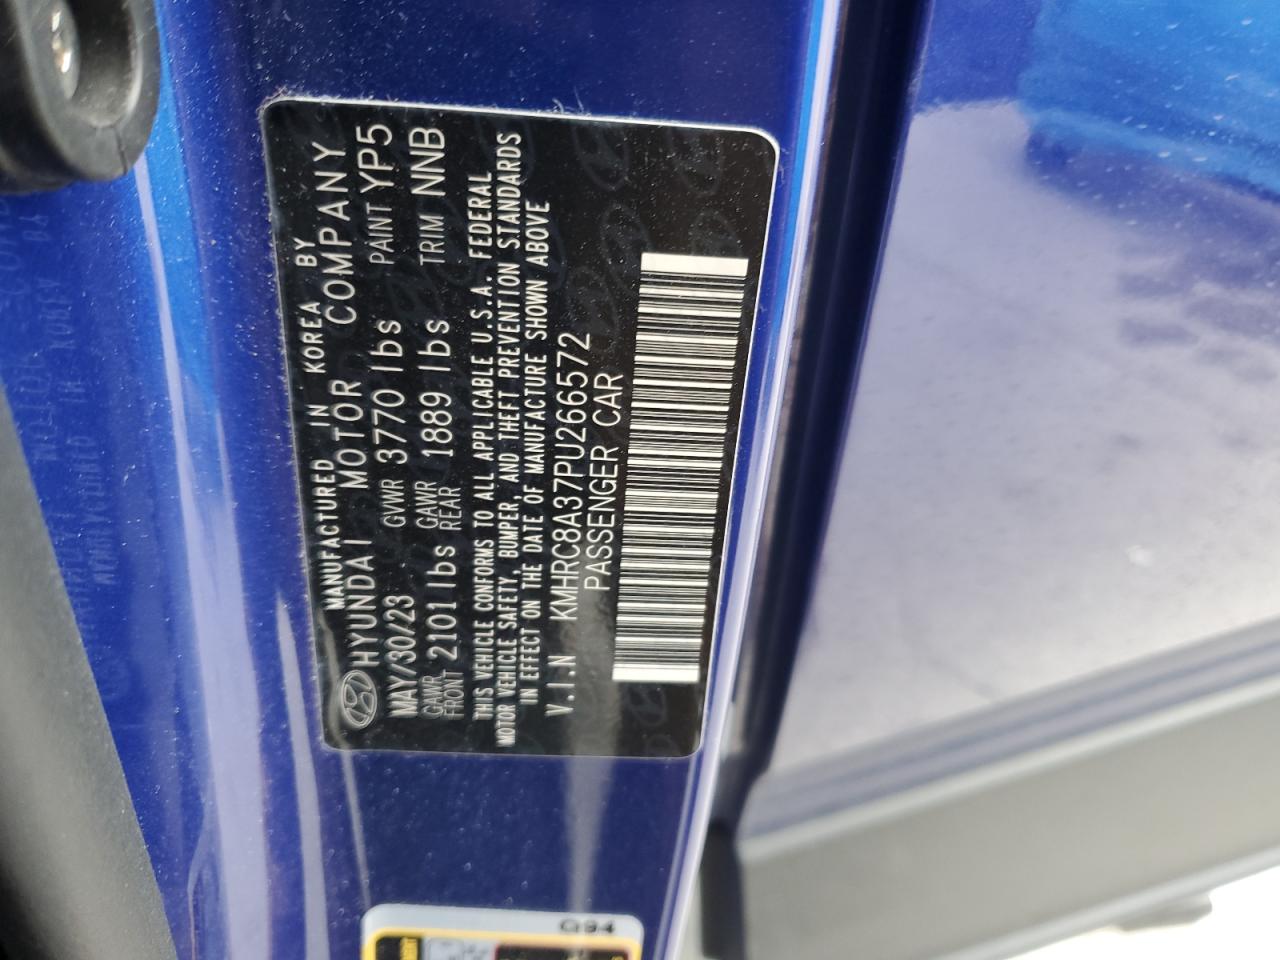 MANUFACTURED IN KOREA BY
HYUNDAI MOTOR COMPANY
MAY/30/23 GVWR 3770 lbs PAINT YP5
GAWR FRONT 2101 lbs GAWR REAR 1889 lbs TRIM NNB
THIS VEHICLE CONFORMS TO ALL APPLICABLE U.S.A. FEDERAL
MOTOR VEHICLE SAFETY, BUMPER, AND THEFT PREVENTION STANDARDS
IN EFFECT ON THE DATE OF MANUFACTURE SHOWN ABOVE
V.I.N KMHRC8A37PU266572
PASSENGER CAR